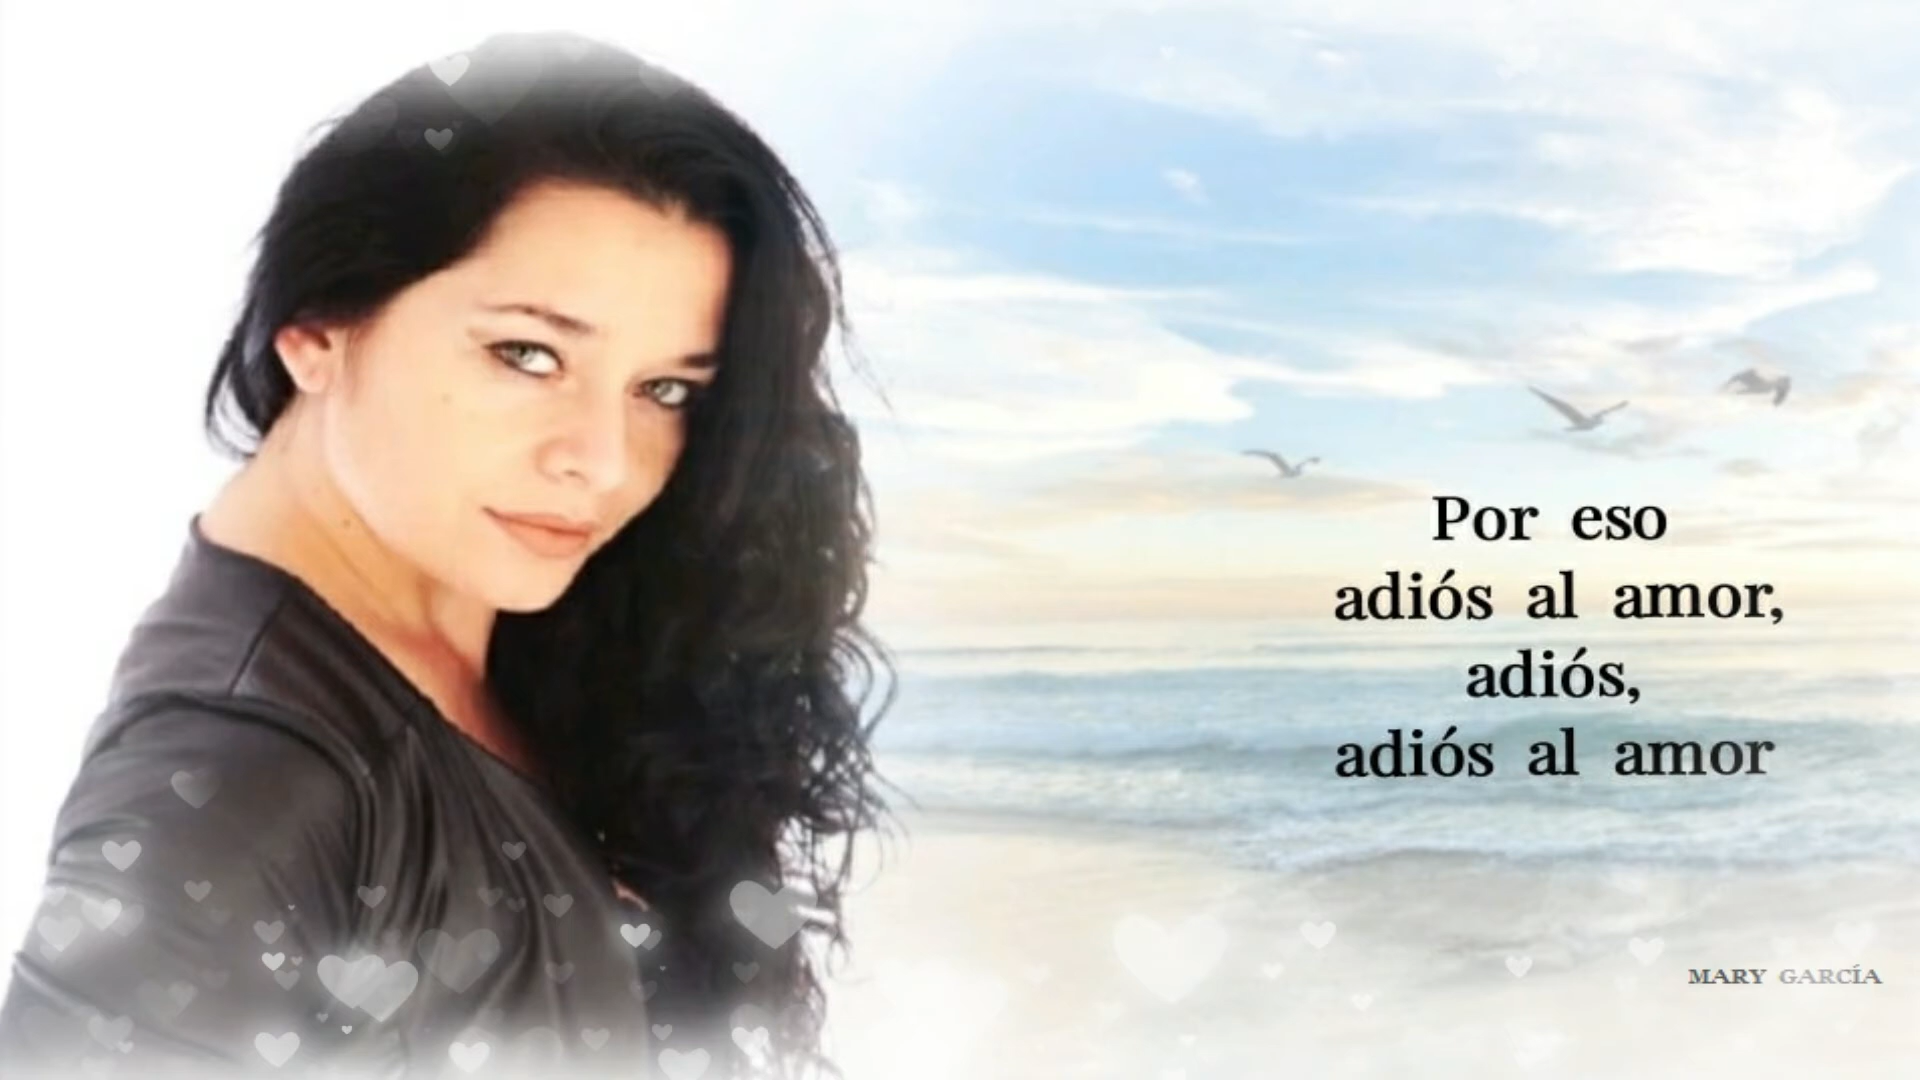 Por eso
adiós al amor,
adiós,
adiós al amor
MARY GARCÍA